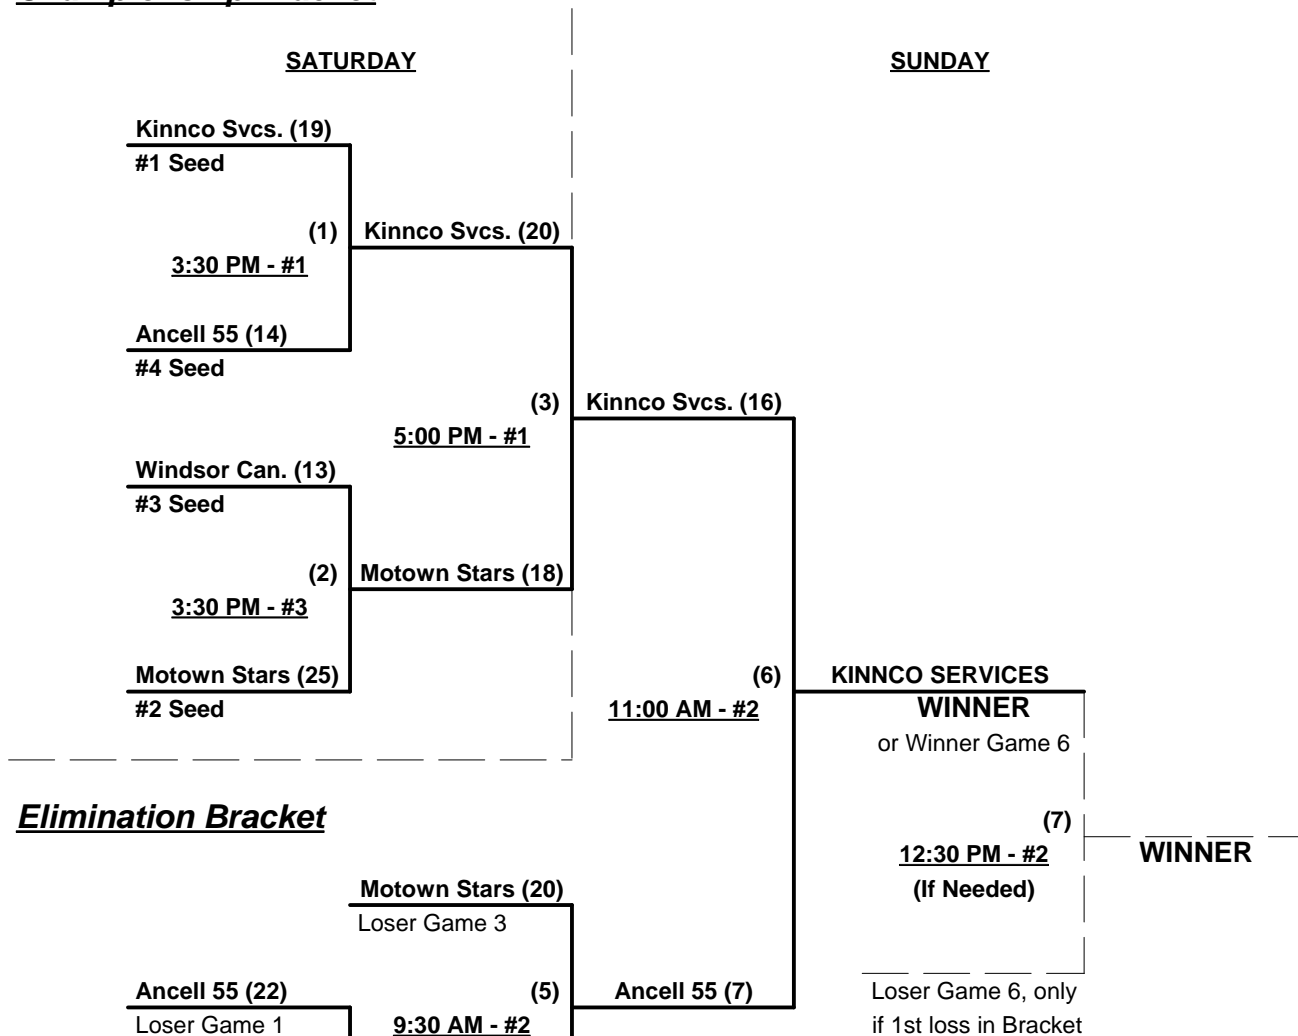 SATURDAY
SUNDAY
Kinnco Svcs. (19)
#1 Seed
(1)
Kinnco Svcs. (20)
3:30 PM - #1
Ancell 55 (14)
#4 Seed
(3)
Kinnco Svcs. (16)
5:00 PM - #1
Windsor Can. (13)
#3 Seed
(2)
Motown Stars (18)
3:30 PM - #3
Motown Stars (25)
#2 Seed
(6)
KINNCO SERVICES
11:00 AM - #2
WINNER
or Winner Game 6
Elimination Bracket
(7)
12:30 PM - #2
WINNER
(If Needed)
Motown Stars (20)
Loser Game 3
Ancell 55 (22)
(5)
Ancell 55 (7)
Loser Game 6, only
Loser Game 1
9:30 AM - #2
if 1st loss in Bracket